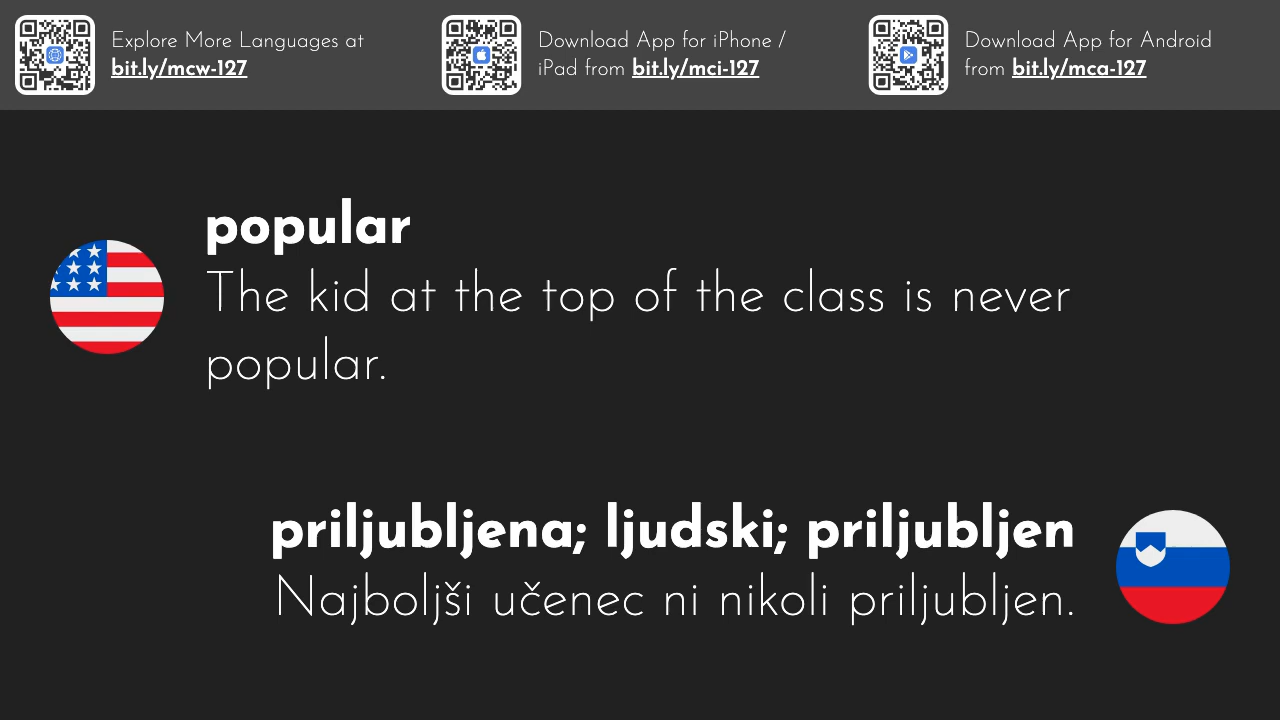 Explore More Languages at
bit.ly/mcw-127
Download App for iPhone /
iPad from bit.ly/mci-127
Download App for Android
from bit.ly/mca-127
popular
The kid at the top of the class is never
popular.
priljubljena; ljudski; priljubljen
Najboljši učenec ni nikoli priljubljen.